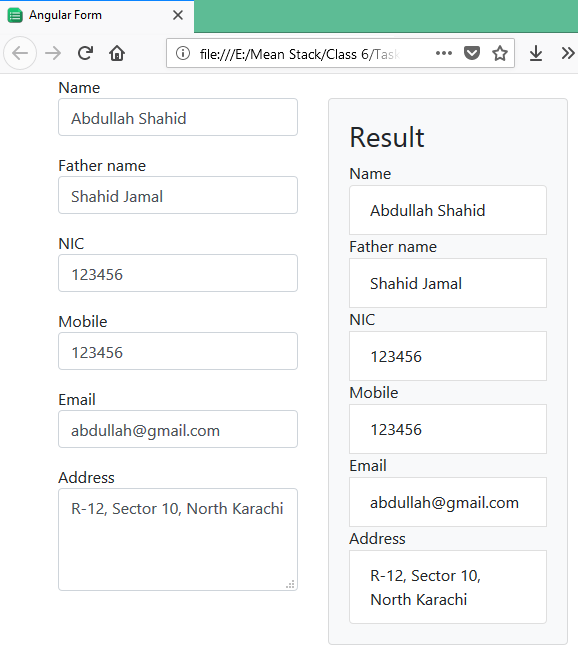 Angular Form
file:///E:/Mean Stack/Class 6/Task
Name
Abdullah Shahid
Father name
Shahid Jamal
NIC
123456
Mobile
123456
Email
abdullah@gmail.com
Address
R-12, Sector 10, North Karachi
Result
Name
Abdullah Shahid
Father name
Shahid Jamal
NIC
123456
Mobile
123456
Email
abdullah@gmail.com
Address
R-12, Sector 10,
North Karachi